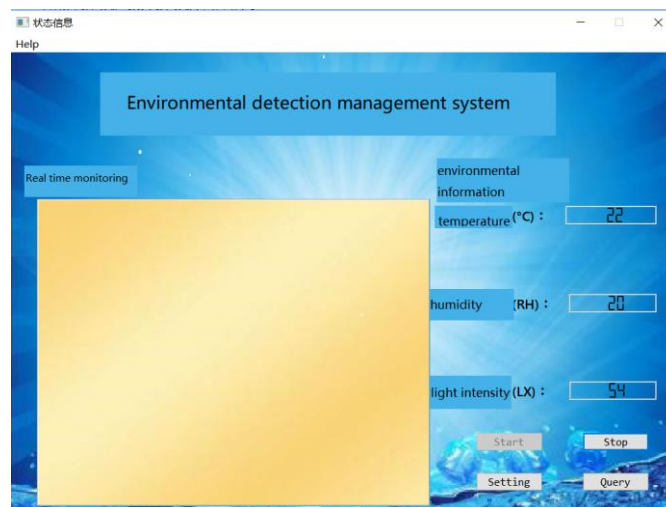 状态信息
Help
Environmental detection management system
Real time monitoring
environmental
information
temperature (°C) : 22
humidity (RH) : 20
light intensity (LX) : 54
Start Stop
Setting Query